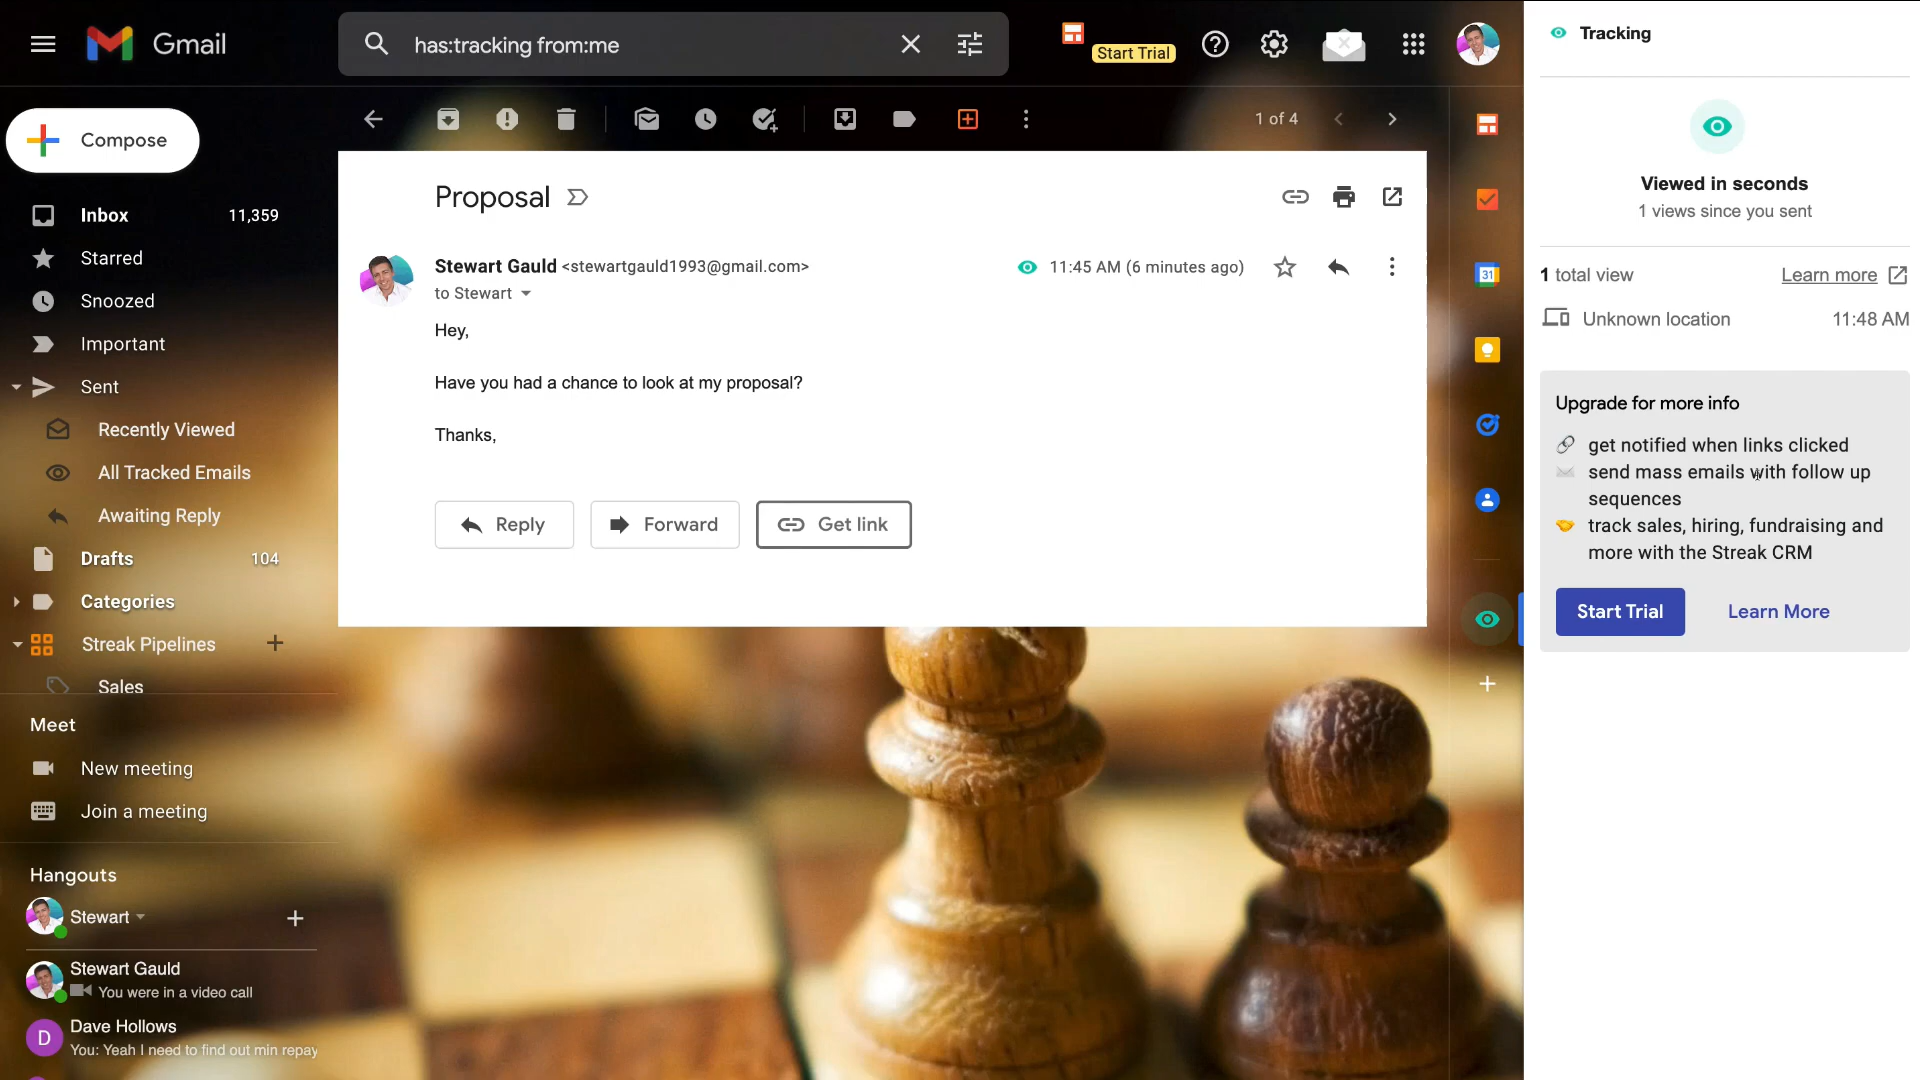 Gmail
has:tracking from:me
Start Trial
Compose
1 of 4
Inbox 11,359
Starred
Snoozed
Important
Sent
Recently Viewed
All Tracked Emails
Awaiting Reply
Drafts 104
Categories
Streak Pipelines
Sales
Meet
New meeting
Join a meeting
Hangouts
Stewart
Stewart Gauld
You were in a video call
D
Dave Hollows
You: Yeah I need to find out min repay
Proposal
Stewart Gauld <stewartgauld1993@gmail.com>
11:45 AM (6 minutes ago)
to Stewart
Hey,
Have you had a chance to look at my proposal?
Thanks,
Reply
Forward
Get link
31
Tracking
Viewed in seconds
1 views since you sent
1 total view
Learn more
Unknown location 11:48 AM
Upgrade for more info
get notified when links clicked
send mass emails with follow up
sequences
track sales, hiring, fundraising and
more with the Streak CRM
Start Trial
Learn More